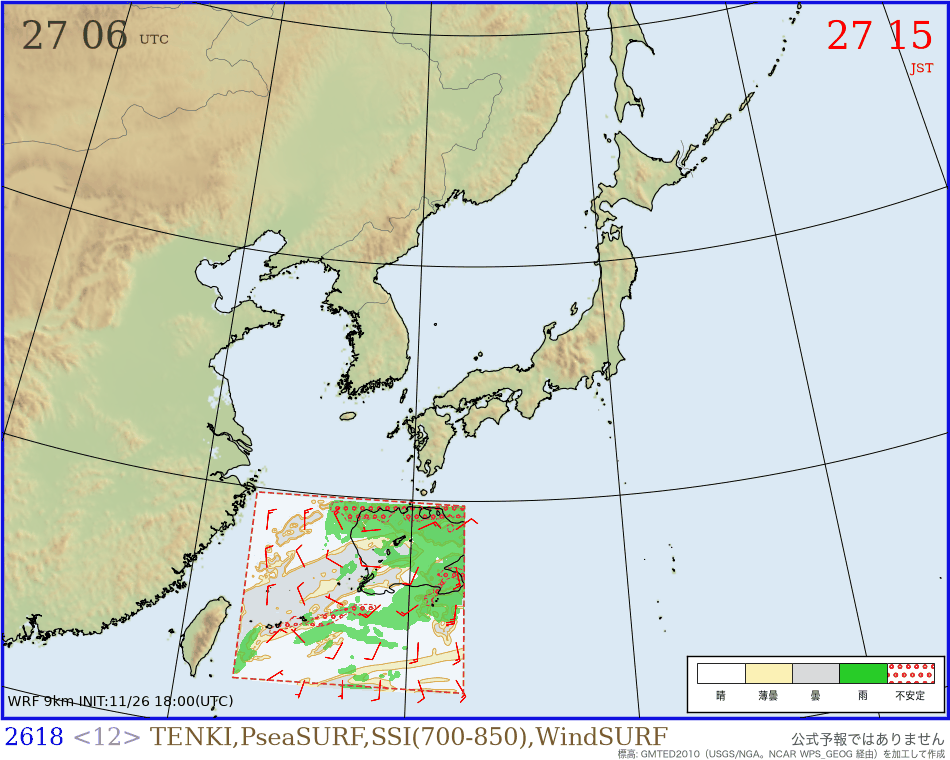 27 06 UTC
27 15
JST
晴 薄曇 曇 雨 不安定
WRF 9km INIT:11/26 18:00(UTC)
2618 <12> TENKI,PseaSURF,SSI(700-850),WindSURF
公式予報ではありません
標高: GMTED2010（USGS/NGA。NCAR WPS_GEOG 経由）を加工して作成